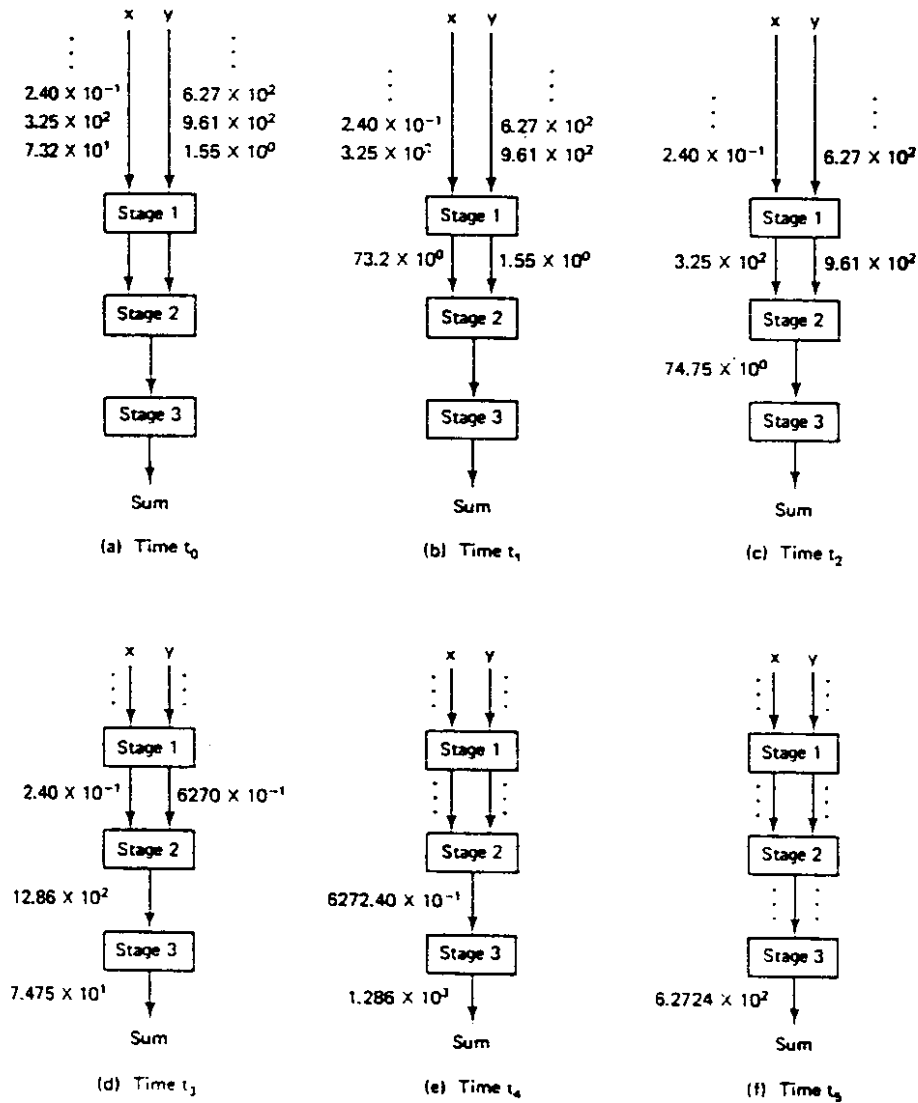 x y
2.40 × 10⁻¹ 6.27 × 10²
3.25 × 10² 9.61 × 10²
7.32 × 10¹ 1.55 × 10⁰
Stage 1
Stage 2
Stage 3
Sum
(a) Time t₀
x y
2.40 × 10⁻¹ 6.27 × 10²
3.25 × 10² 9.61 × 10²
Stage 1
73.2 × 10⁰ 1.55 × 10⁰
Stage 2
Stage 3
Sum
(b) Time t₁
x y
2.40 × 10⁻¹ 6.27 × 10²
Stage 1
3.25 × 10² 9.61 × 10²
Stage 2
74.75 × 10⁰
Stage 3
Sum
(c) Time t₂
x y
Stage 1
2.40 × 10⁻¹ 6270 × 10⁻¹
Stage 2
12.86 × 10²
Stage 3
7.475 × 10¹
Sum
(d) Time t₃
x y
Stage 1
Stage 2
6272.40 × 10⁻¹
Stage 3
1.286 × 10³
Sum
(e) Time t₄
x y
Stage 1
Stage 2
Stage 3
6.2724 × 10²
Sum
(f) Time t₅